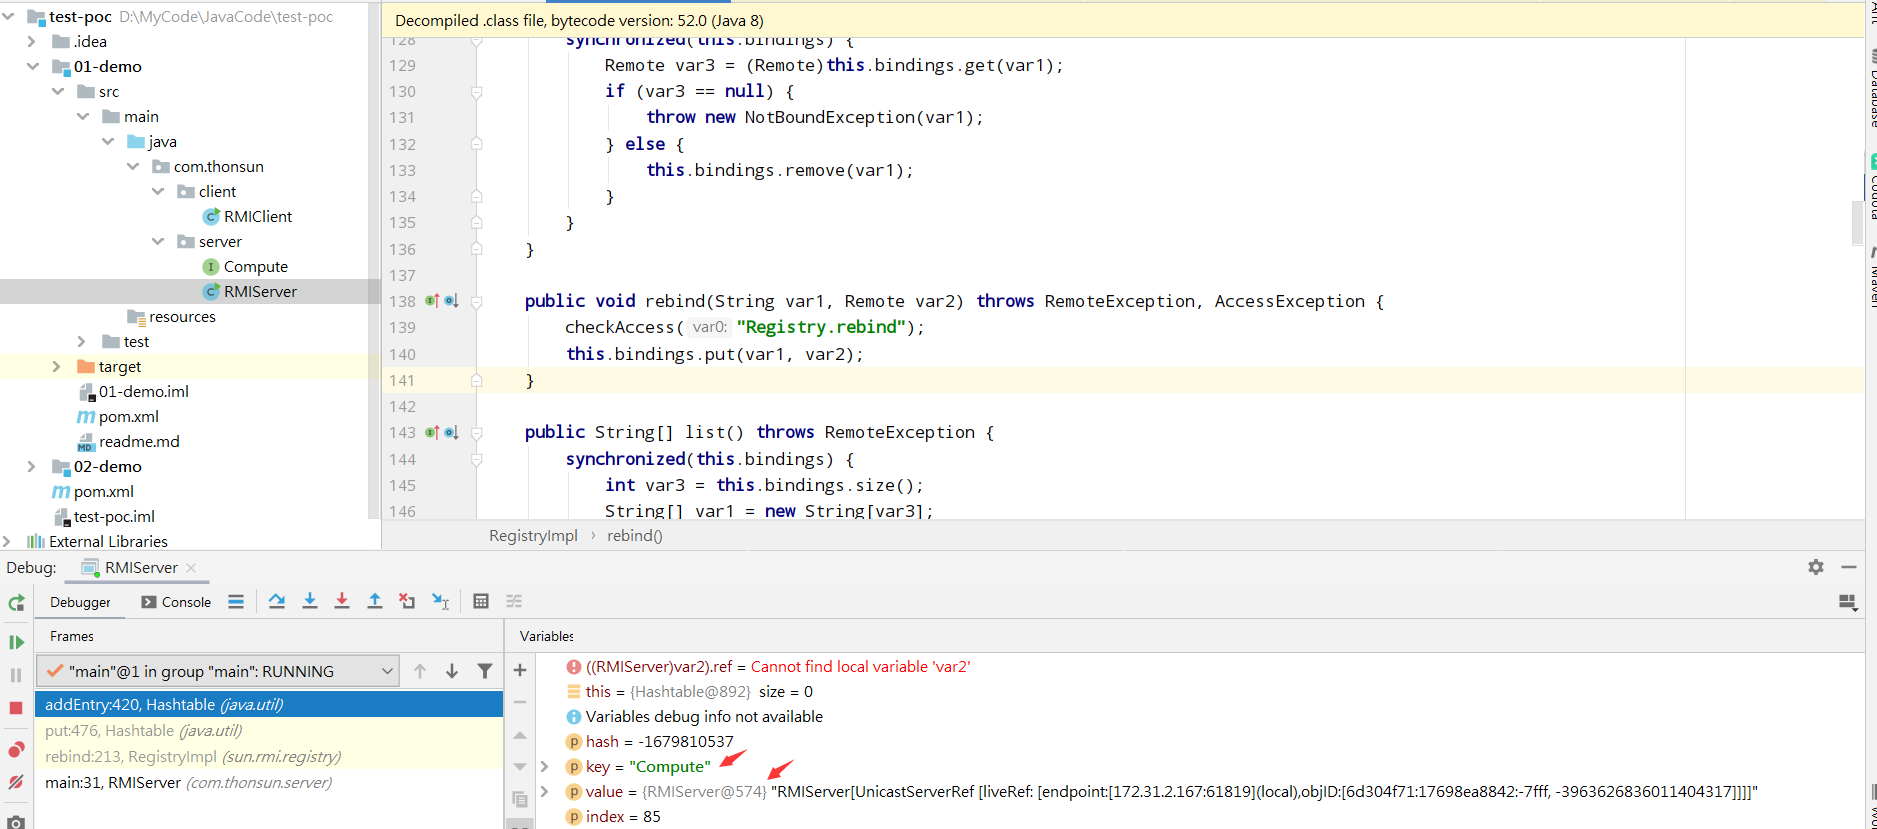 test-poc D:\MyCode\JavaCode\test-poc
.idea
01-demo
src
main
java
com.thonsun
client
RMIClient
server
Compute
RMIServer
resources
test
target
01-demo.iml
pom.xml
readme.md
02-demo
pom.xml
test-poc.iml
External Libraries
Decompiled .class file, bytecode version: 52.0 (Java 8)
128 synchronized(this.bindings) {
129 Remote var3 = (Remote)this.bindings.get(var1);
130 if (var3 == null) {
131 throw new NotBoundException(var1);
132 } else {
133 this.bindings.remove(var1);
134 }
135 }
136 }
137
138 public void rebind(String var1, Remote var2) throws RemoteException, AccessException {
139 checkAccess( var0: "Registry.rebind");
140 this.bindings.put(var1, var2);
141 }
142
143 public String[] list() throws RemoteException {
144 synchronized(this.bindings) {
145 int var3 = this.bindings.size();
146 String[] var1 = new String[var3];
RegistryImpl › rebind()
Ant
Database
Codota
Maven
Debug: RMIServer
Debugger Console
Frames
"main"@1 in group "main": RUNNING
addEntry:420, Hashtable (java.util)
put:476, Hashtable (java.util)
rebind:213, RegistryImpl (sun.rmi.registry)
main:31, RMIServer (com.thonsun.server)
Variables
((RMIServer)var2).ref = Cannot find local variable 'var2'
this = {Hashtable@892} size = 0
Variables debug info not available
hash = -1679810537
key = "Compute"
value = {RMIServer@574} "RMIServer[UnicastServerRef [liveRef: [endpoint:[172.31.2.167:61819](local),objID:[6d304f71:17698ea8842:-7fff, -3963626836011404317]]]]"
index = 85